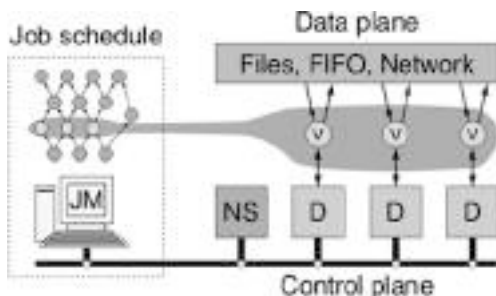 Data plane
Job schedule
Files, FIFO, Network
V V V
JM NS D D D
Control plane